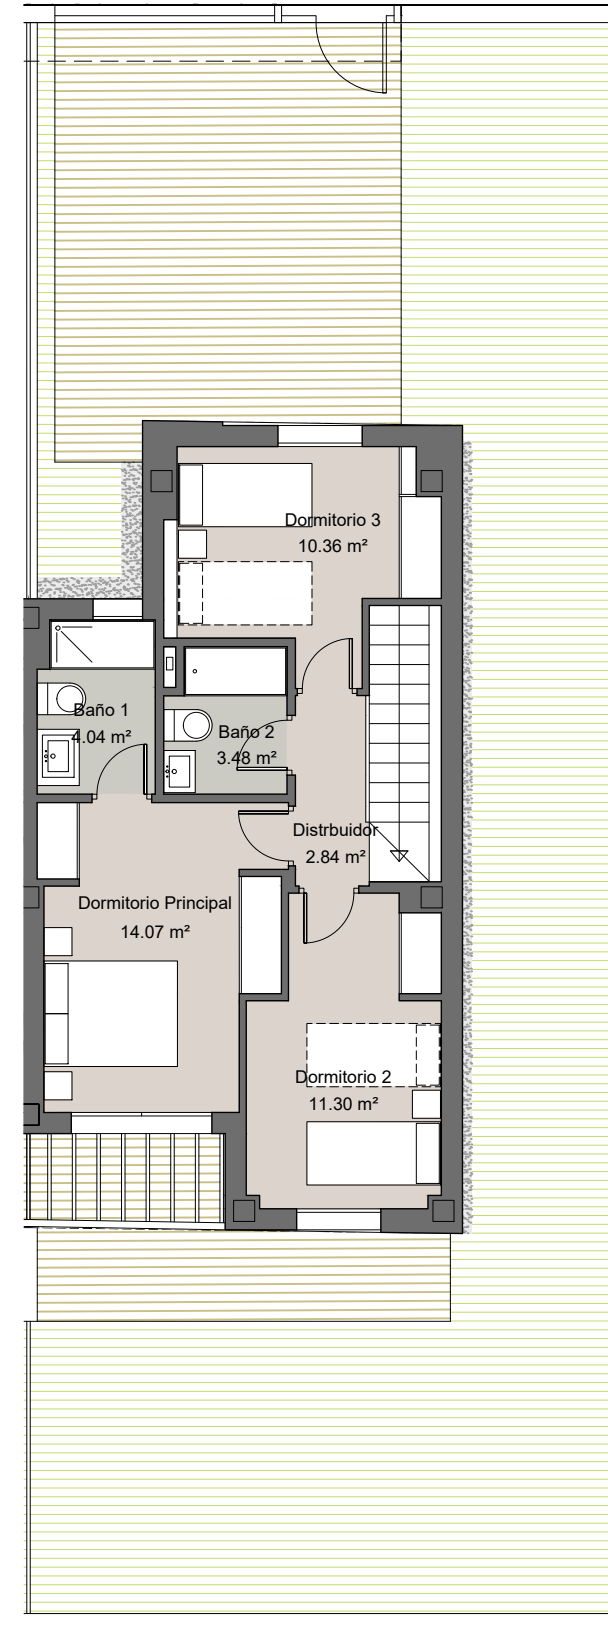 Dormitorio 3
10.36 m²
Baño 1
4.04 m²
Baño 2
3.48 m²
Distrbuidor
2.84 m²
Dormitorio Principal
14.07 m²
Dormitorio 2
11.30 m²